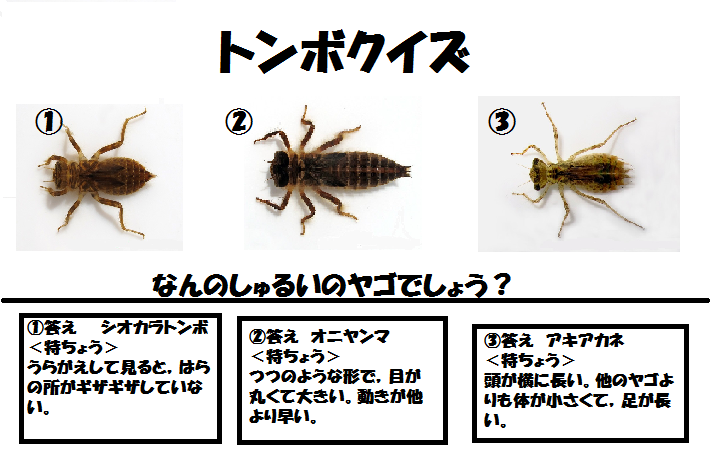 トンボクイズ
① ② ③
なんのしゅるいのヤゴでしょう？
①答え　シオカラトンボ
＜特ちょう＞
うらがえして見ると，はら
の所がギザギザしていな
い。
②答え　オニヤンマ
＜特ちょう＞
つつのような形で，目が
丸くて大きい。動きが他
より早い。
③答え　アキアカネ
＜特ちょう＞
頭が横に長い。他のヤゴよ
りも体が小さくて，足が長
い。